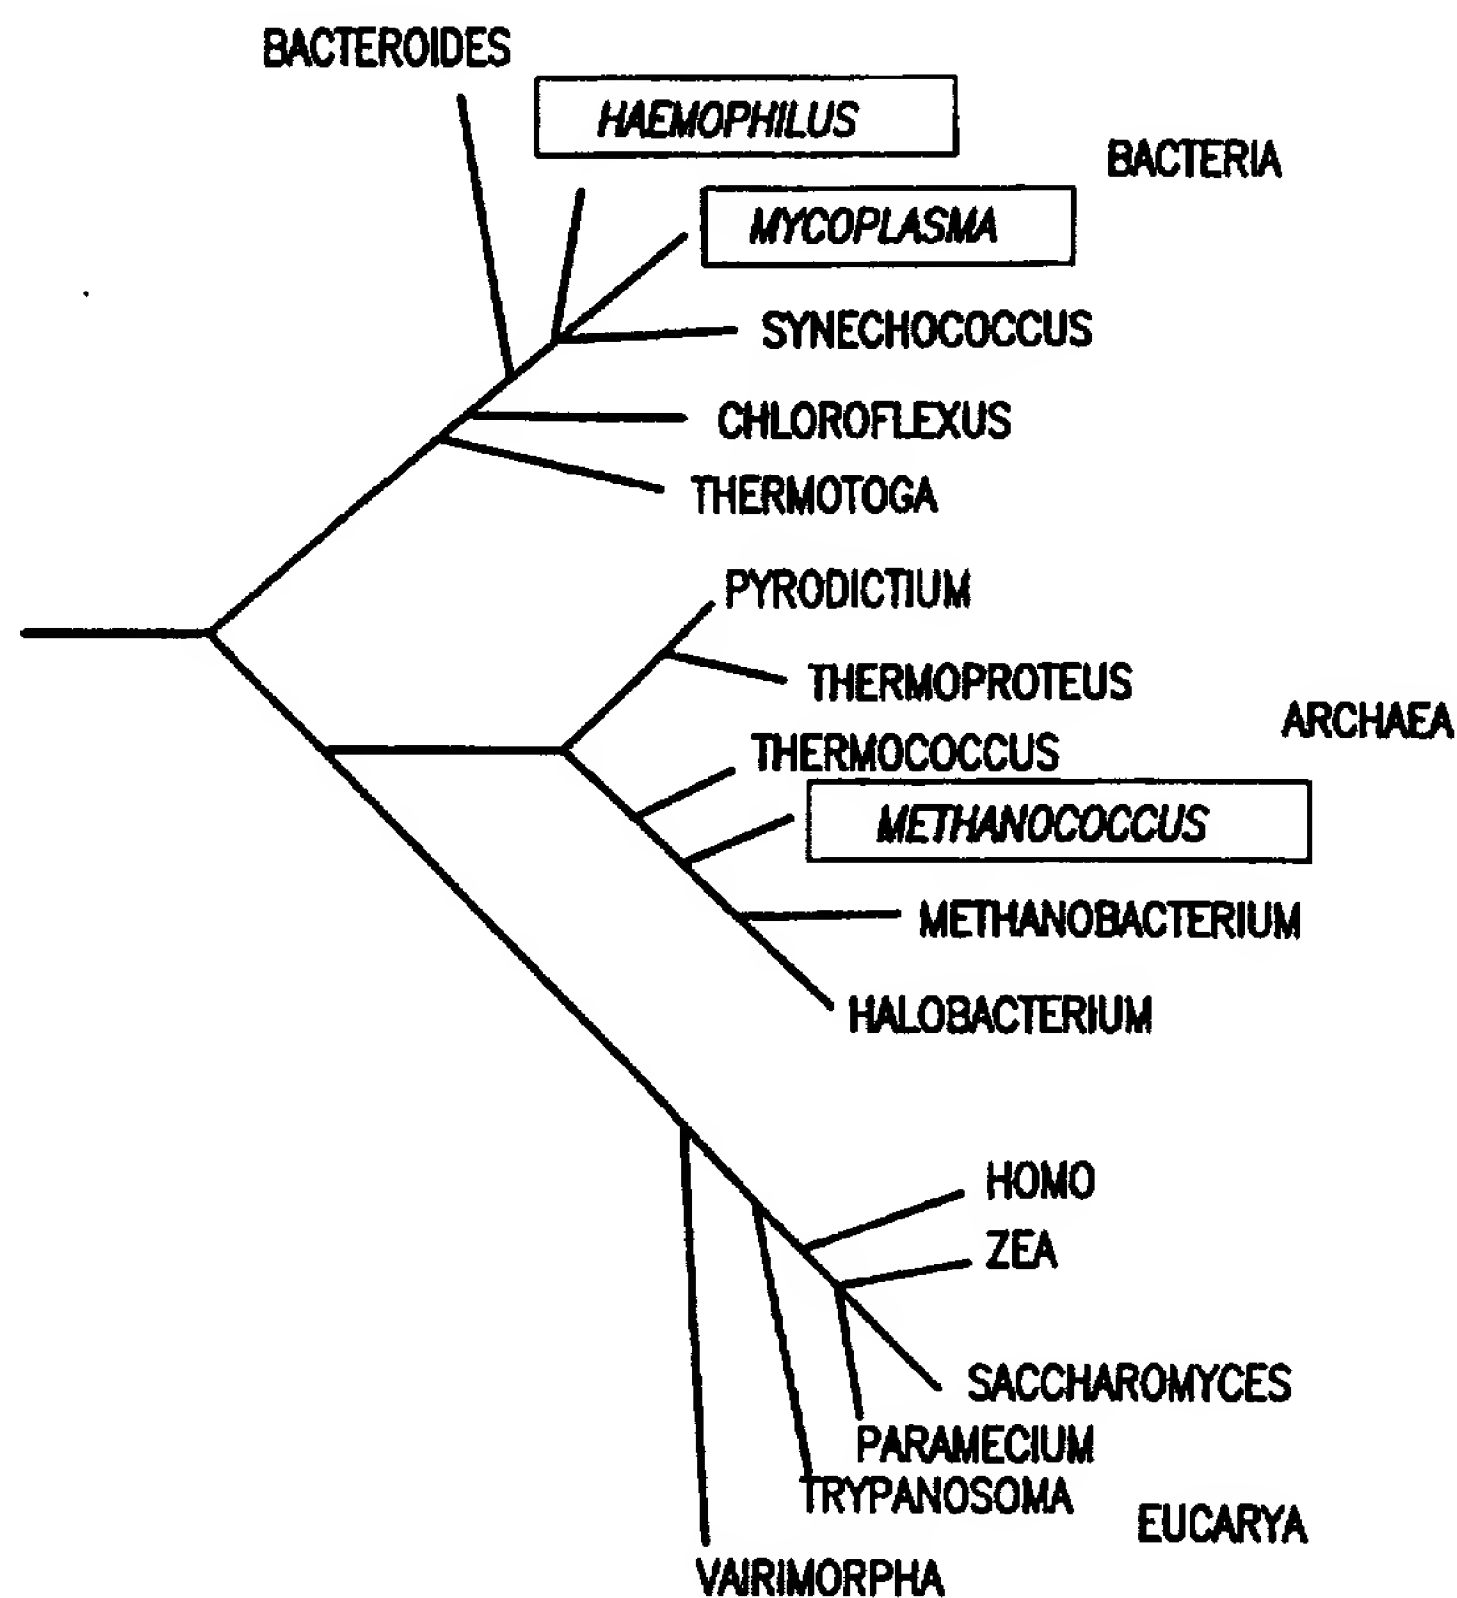 BACTEROIDES
HAEMOPHILUS
BACTERIA
MYCOPLASMA
SYNECHOCOCCUS
CHLOROFLEXUS
THERMOTOGA
PYRODICTIUM
THERMOPROTEUS
ARCHAEA
THERMOCOCCUS
METHANOCOCCUS
METHANOBACTERIUM
HALOBACTERIUM
HOMO
ZEA
SACCHAROMYCES
PARAMECIUM
TRYPANOSOMA
EUCARYA
VAIRIMORPHA